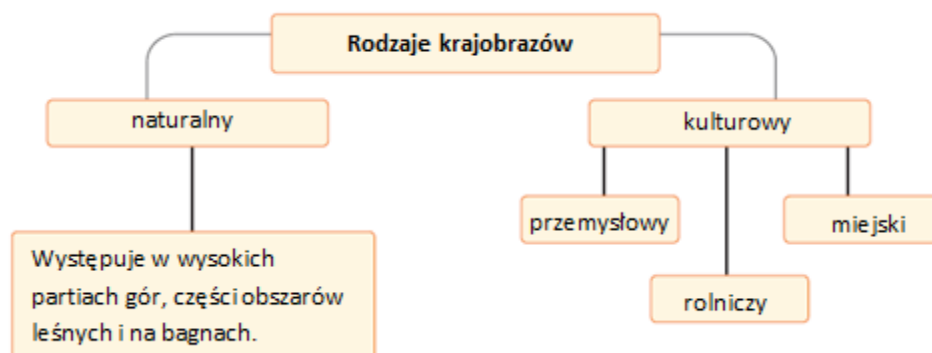 Rodzaje krajobrazów
naturalny
kulturowy
przemysłowy
miejski
rolniczy
Występuje w wysokich
partiach gór, części obszarów
leśnych i na bagnach.